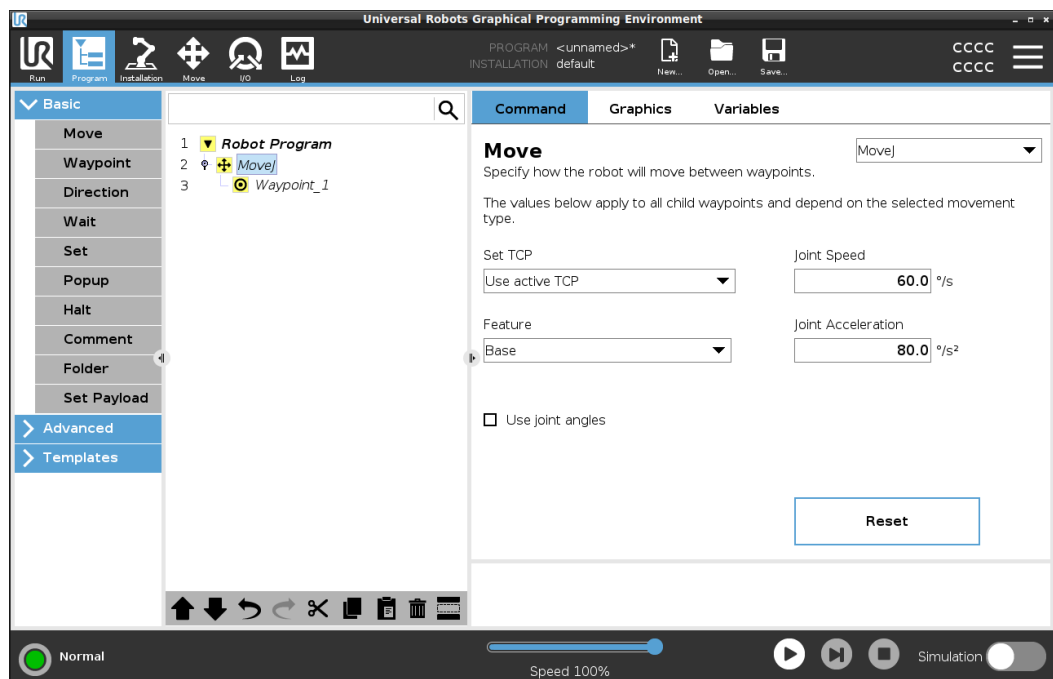 Universal Robots Graphical Programming Environment
UR
Run
Program
Installation
Move
I/O
Log
PROGRAM <unnamed>*
INSTALLATION default
New...
Open...
Save...
CCCC
CCCC
Basic
Move
Waypoint
Direction
Wait
Set
Popup
Halt
Comment
Folder
Set Payload
Advanced
Templates
1 Robot Program
2 MoveJ
3 Waypoint_1
Command Graphics Variables
Move
MoveJ
Specify how the robot will move between waypoints.
The values below apply to all child waypoints and depend on the selected movement
type.
Set TCP
Joint Speed
Use active TCP
60.0 °/s
Feature
Joint Acceleration
Base
80.0 °/s²
Use joint angles
Reset
Normal
Speed 100%
Simulation